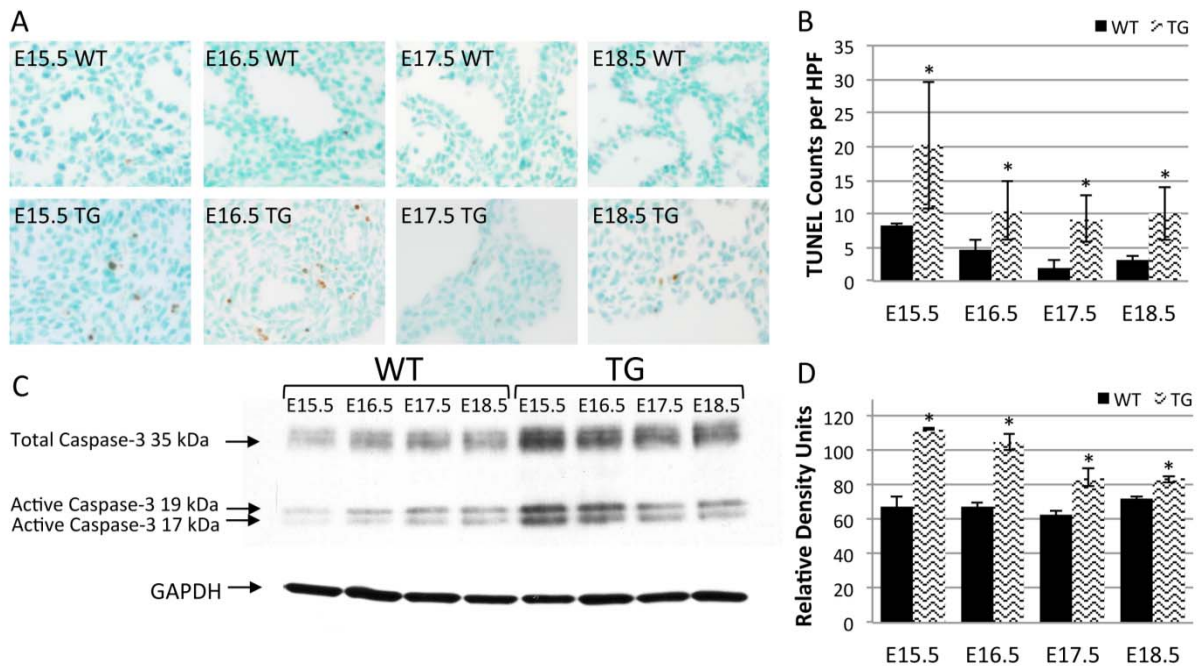 A
E15.5 WT
E16.5 WT
E17.5 WT
E18.5 WT
E15.5 TG
E16.5 TG
E17.5 TG
E18.5 TG
B
WT TG
TUNEL Counts per HPF
35
30
25
20
15
10
5
0
* * * *
E15.5 E16.5 E17.5 E18.5
C
WT TG
E15.5 E16.5 E17.5 E18.5 E15.5 E16.5 E17.5 E18.5
Total Caspase-3 35 kDa
Active Caspase-3 19 kDa
Active Caspase-3 17 kDa
GAPDH
D
WT TG
Relative Density Units
120
100
80
60
40
20
0
* * * *
E15.5 E16.5 E17.5 E18.5